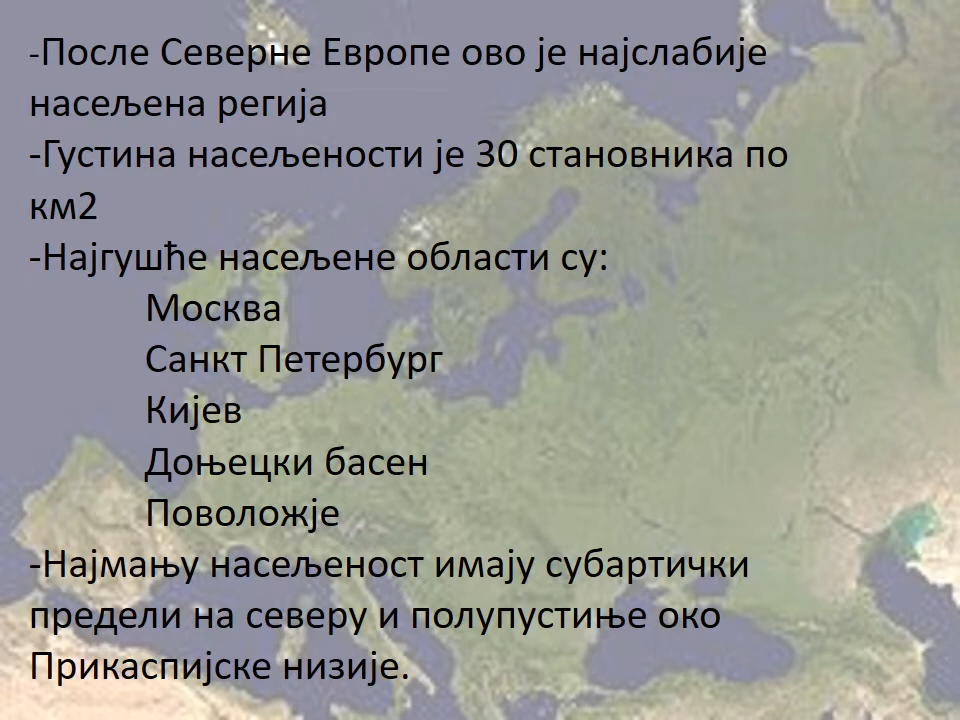 -После Северне Европе ово је најслабије
насељена регија
-Густина насељености је 30 становника по
км2
-Најгушће насељене области су:
Москва
Санкт Петербург
Кијев
Доњецки басен
Поволожје
-Најмању насељеност имају субартички
предели на северу и полупустиње око
Прикаспијске низије.